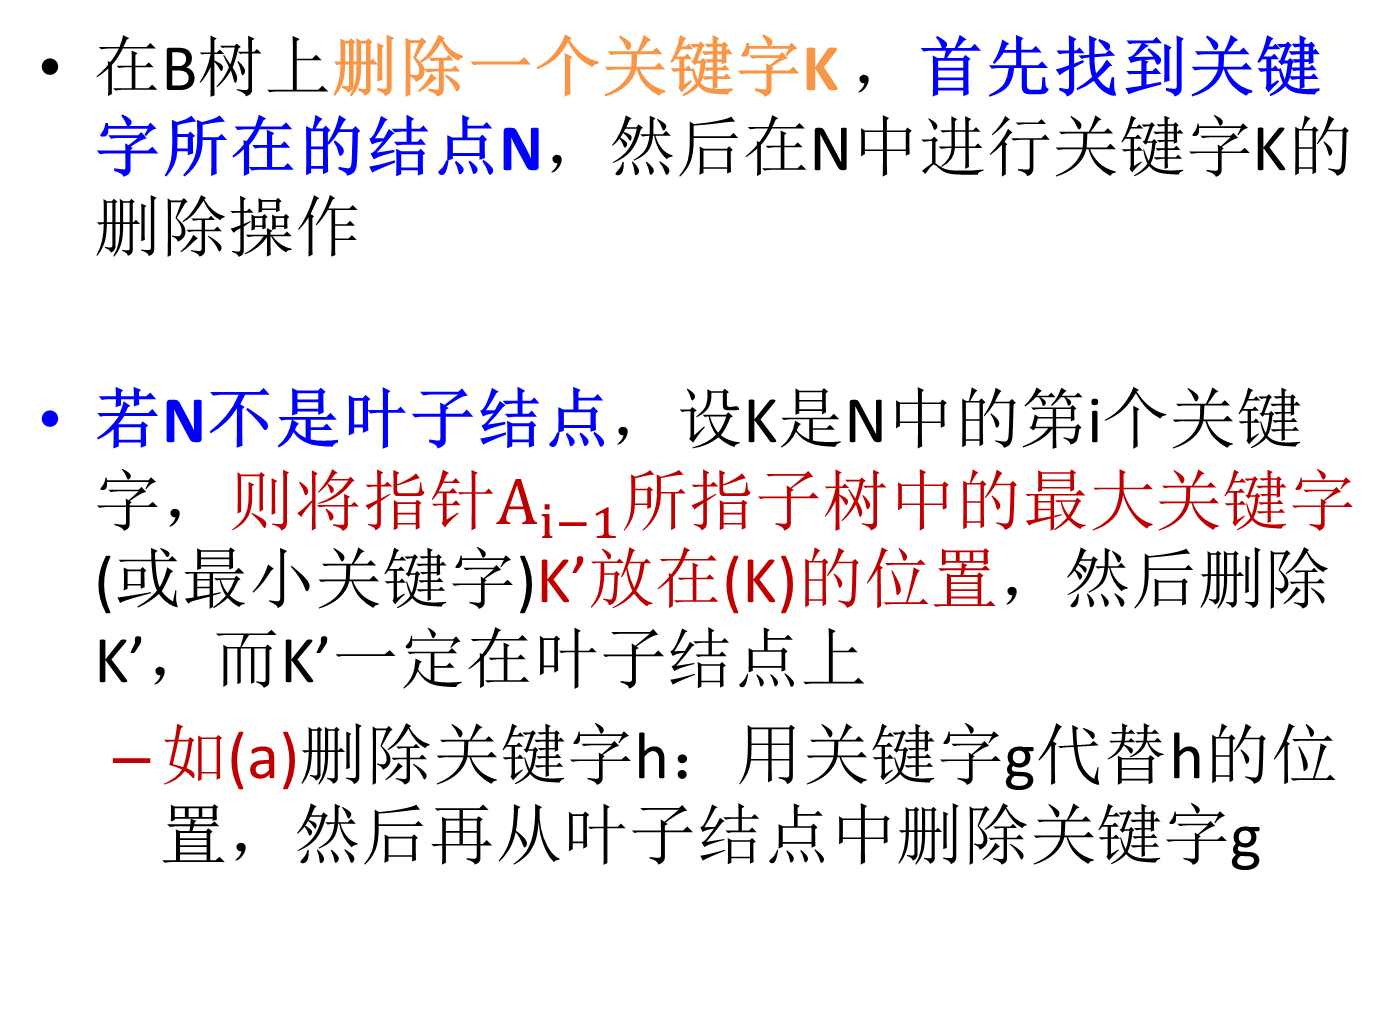 • 在B树上删除一个关键字K ，首先找到关键
字所在的结点N，然后在N中进行关键字K的
删除操作
• 若N不是叶子结点，设K是N中的第i个关键
字，则将指针Aᵢ₋₁所指子树中的最大关键字
(或最小关键字)K’放在(K)的位置，然后删除
K’，而K’一定在叶子结点上
– 如(a)删除关键字h：用关键字g代替h的位
置，然后再从叶子结点中删除关键字g